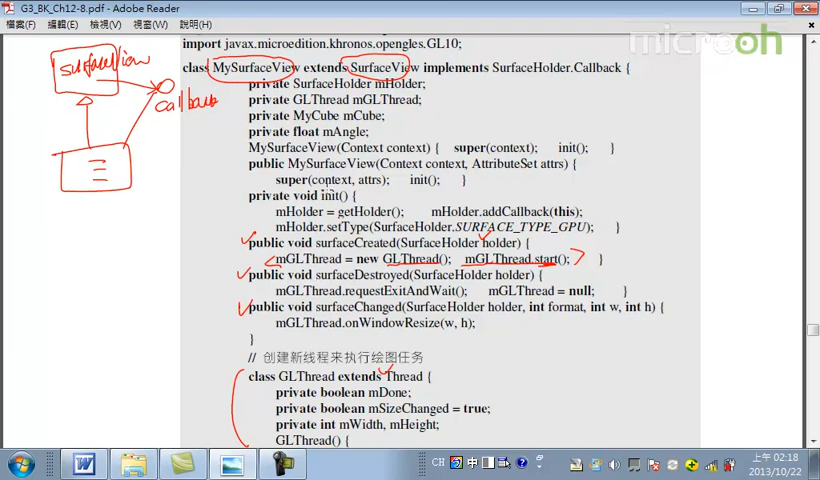 G3_BK_Ch12-8.pdf - Adobe Reader
檔案(F) 編輯(E) 檢視(V) 視窗(W) 說明(H)
microoh
import javax.microedition.khronos.opengles.GL10;
class MySurfaceView extends SurfaceView implements SurfaceHolder.Callback {
private SurfaceHolder mHolder;
private GLThread mGLThread;
private MyCube mCube;
private float mAngle;
MySurfaceView(Context context) { super(context); init(); }
public MySurfaceView(Context context, AttributeSet attrs) {
super(context, attrs); init(); }
private void init() {
mHolder = getHolder(); mHolder.addCallback(this);
mHolder.setType(SurfaceHolder.SURFACE_TYPE_GPU); }
public void surfaceCreated(SurfaceHolder holder) {
mGLThread = new GLThread(); mGLThread.start(); }
public void surfaceDestroyed(SurfaceHolder holder) {
mGLThread.requestExitAndWait(); mGLThread = null; }
public void surfaceChanged(SurfaceHolder holder, int format, int w, int h) {
mGLThread.onWindowResize(w, h);
}
// 创建新线程来执行绘图任务
class GLThread extends Thread {
private boolean mDone;
private boolean mSizeChanged = true;
private int mWidth, mHeight;
GLThread() {
surfaceView
callback
CH 中
上午 02:18
2013/10/22